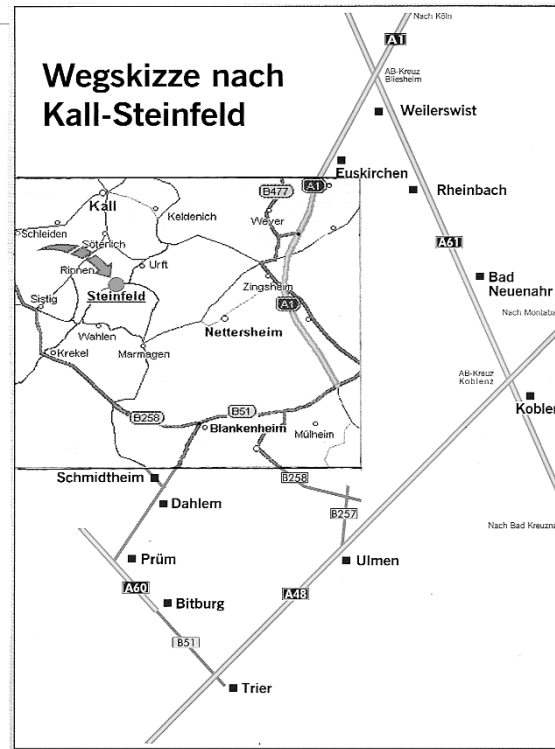 Nach Köln
A1
Wegskizze nach
Kall-Steinfeld
AB-Kreuz
Bliesheim
Weilerswist
Euskirchen
Rheinbach
A61
Bad
Neuenahr
Nach Montaba
AB-Kreuz
Koblenz
Koblen
Nach Bad Kreuzna
B477
A1
Kall
Keldenich
Weyer
Schleiden
Sötenich
Rinnen
Urft
Steinfeld
Zingsheim
A1
Sistig
Nettersheim
Wahlen
Krekel
Marmagen
B258
B51
Blankenheim
Mülheim
Schmidtheim
B258
Dahlem
B257
Prüm
Ulmen
A60
A48
Bitburg
B51
Trier